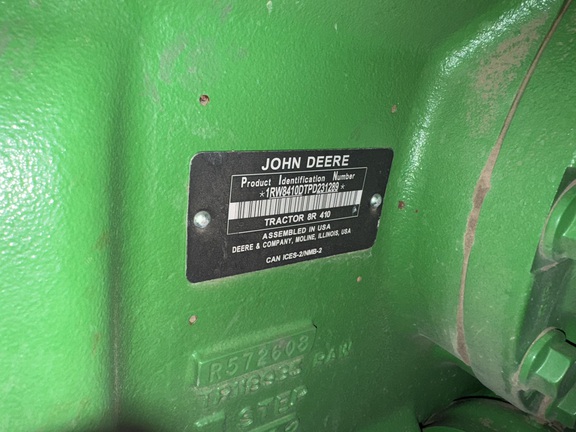 JOHN DEERE
Product Identification Number
*1RW8410DTPD231289*
TRACTOR 8R 410
ASSEMBLED IN USA
DEERE & COMPANY, MOLINE, ILLINOIS, USA
CAN ICES-2/NMB-2
R572608